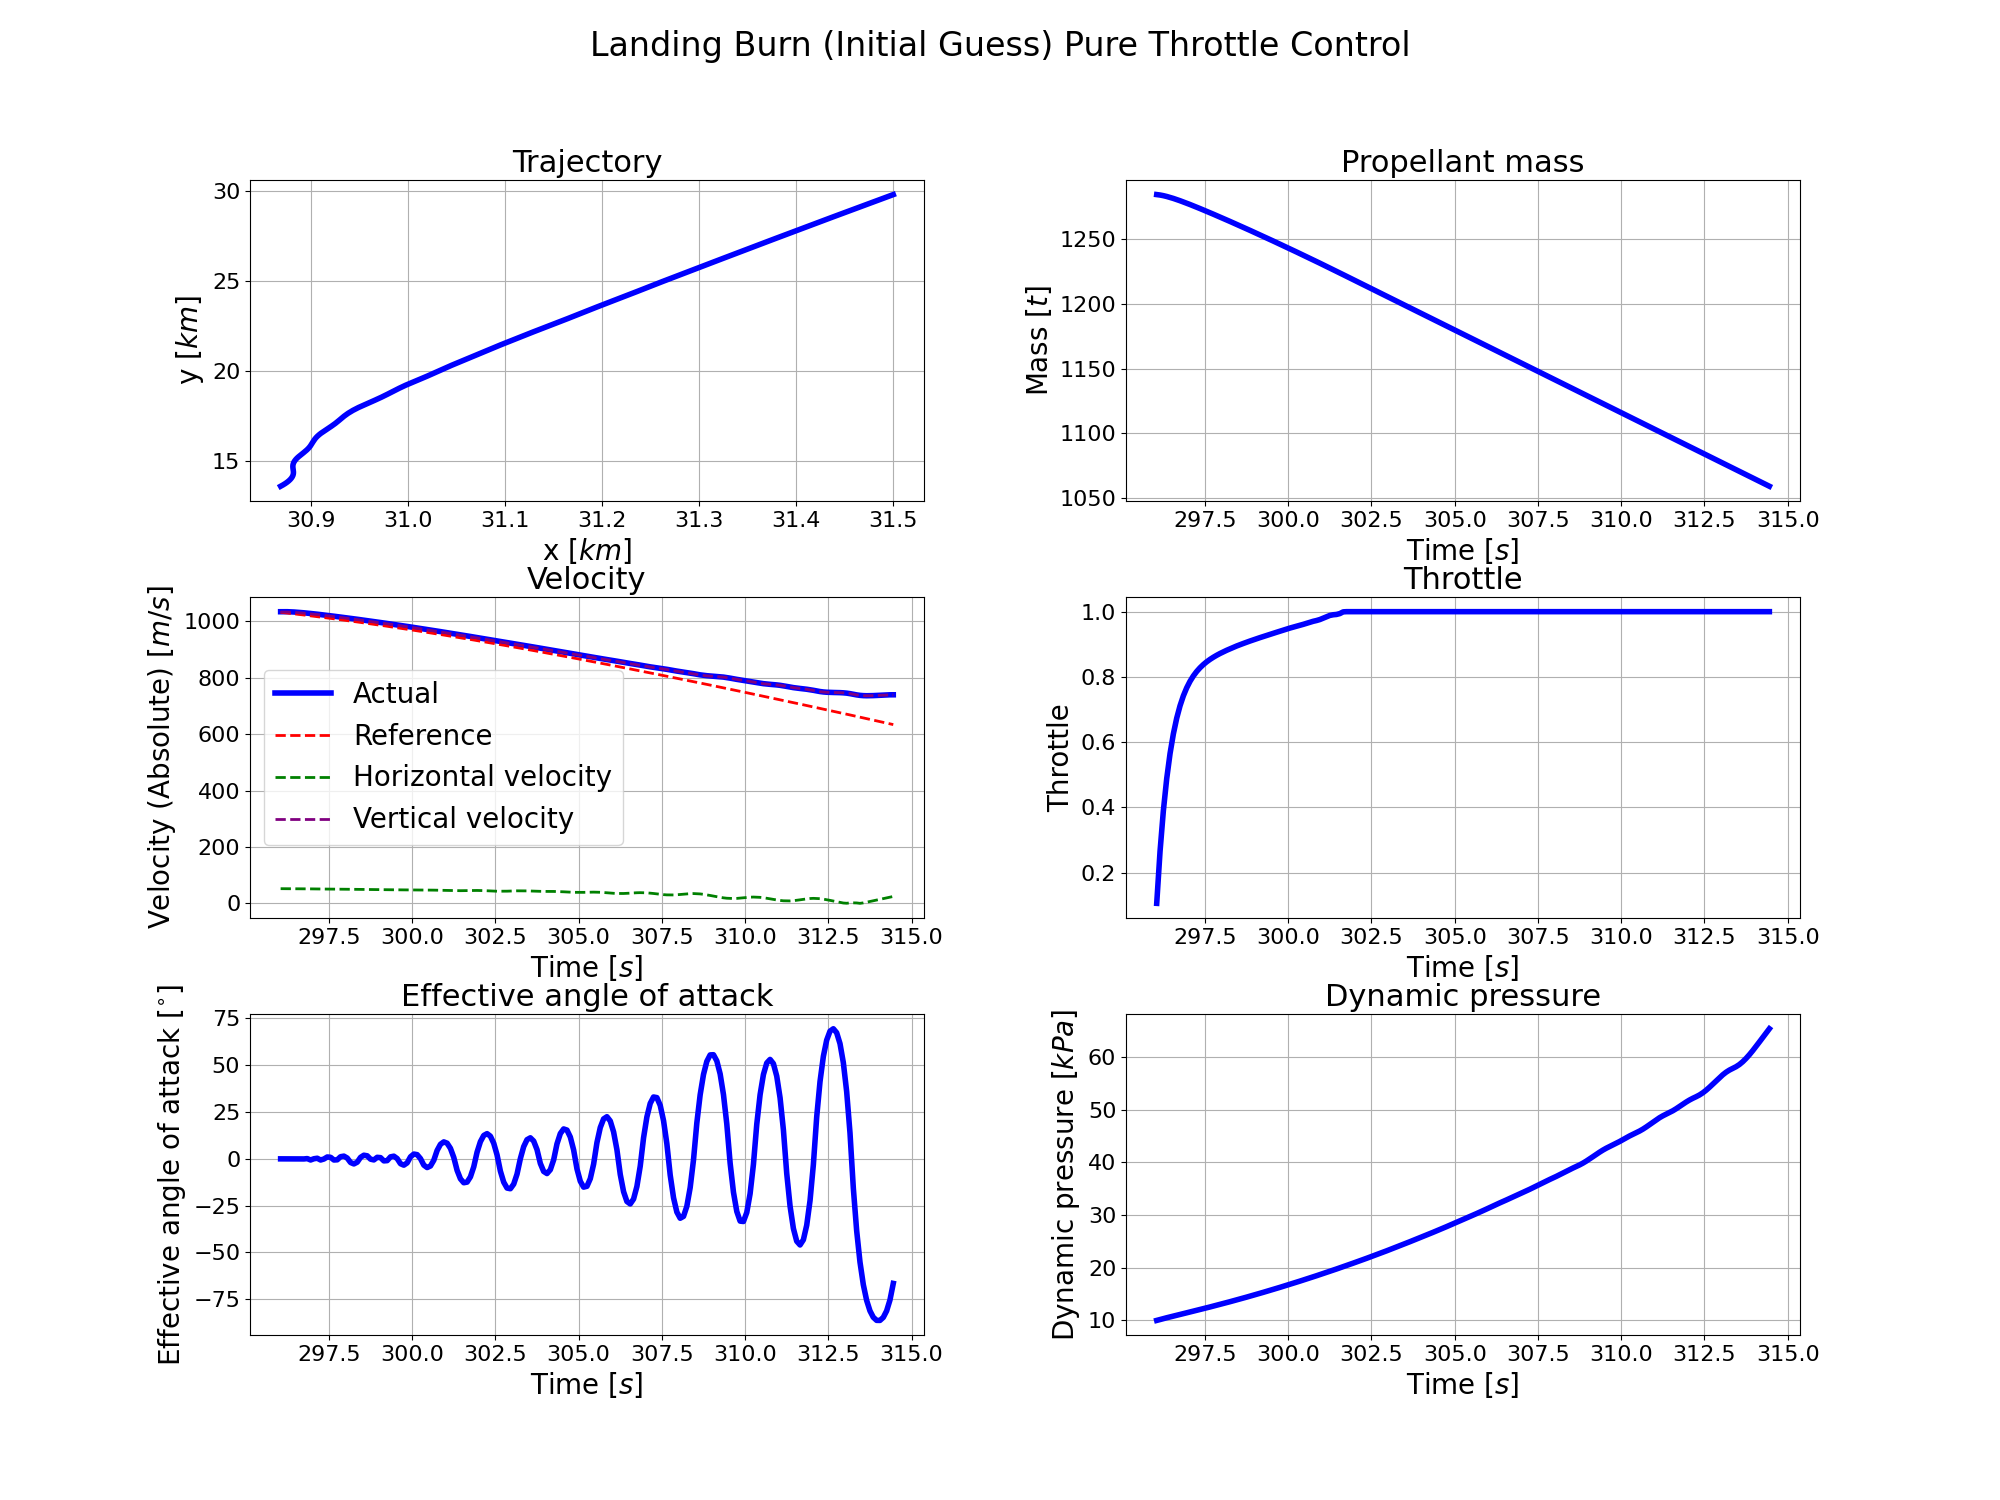 Landing Burn (Initial Guess) Pure Throttle Control
Trajectory
30
25
20
15
y [km]
30.9 31.0 31.1 31.2 31.3 31.4 31.5
x [km]
Propellant mass
1250
1200
1150
1100
1050
Mass [t]
297.5 300.0 302.5 305.0 307.5 310.0 312.5 315.0
Time [s]
Velocity
1000
800
600
400
200
0
Velocity (Absolute) [m/s]
Actual
Reference
Horizontal velocity
Vertical velocity
297.5 300.0 302.5 305.0 307.5 310.0 312.5 315.0
Time [s]
Throttle
1.0
0.8
0.6
0.4
0.2
Throttle
297.5 300.0 302.5 305.0 307.5 310.0 312.5 315.0
Time [s]
Effective angle of attack
75
50
25
0
−25
−50
−75
Effective angle of attack [°]
297.5 300.0 302.5 305.0 307.5 310.0 312.5 315.0
Time [s]
Dynamic pressure
60
50
40
30
20
10
Dynamic pressure [kPa]
297.5 300.0 302.5 305.0 307.5 310.0 312.5 315.0
Time [s]